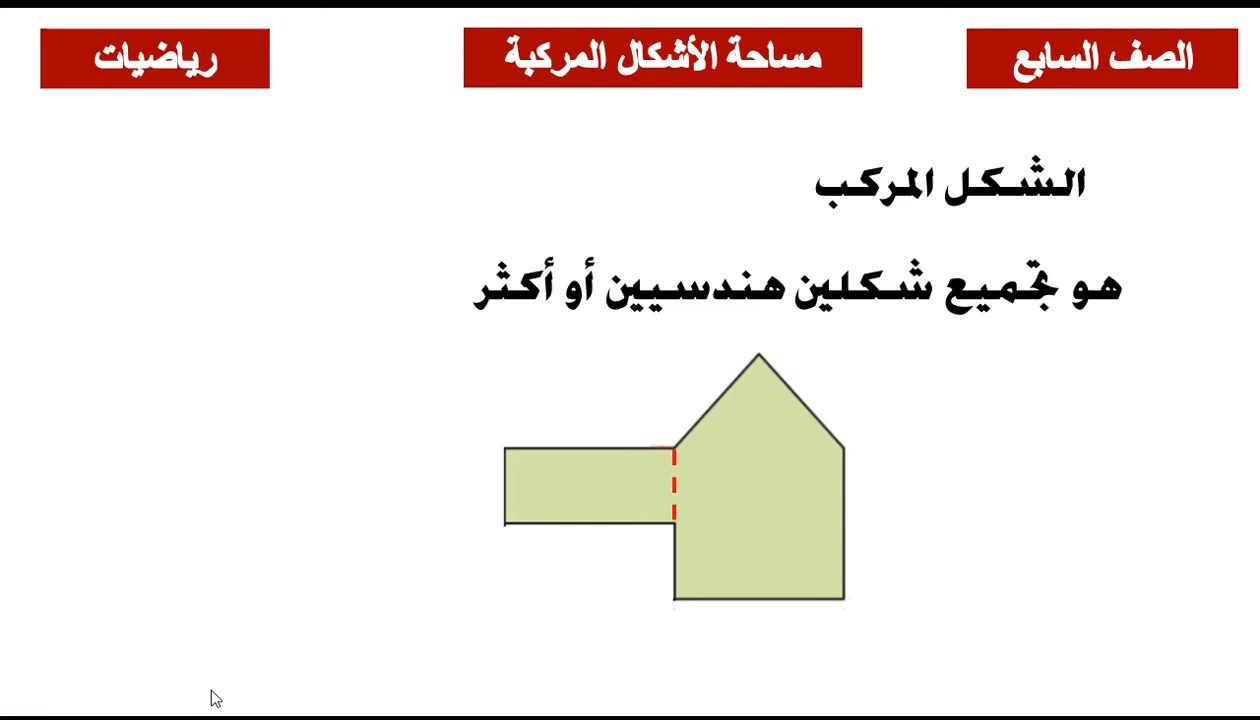 الصف السابع
مساحة الأشكال المركبة
رياضيات
الشكل المركب
هو تجميع شكلين هندسيين أو أكثر